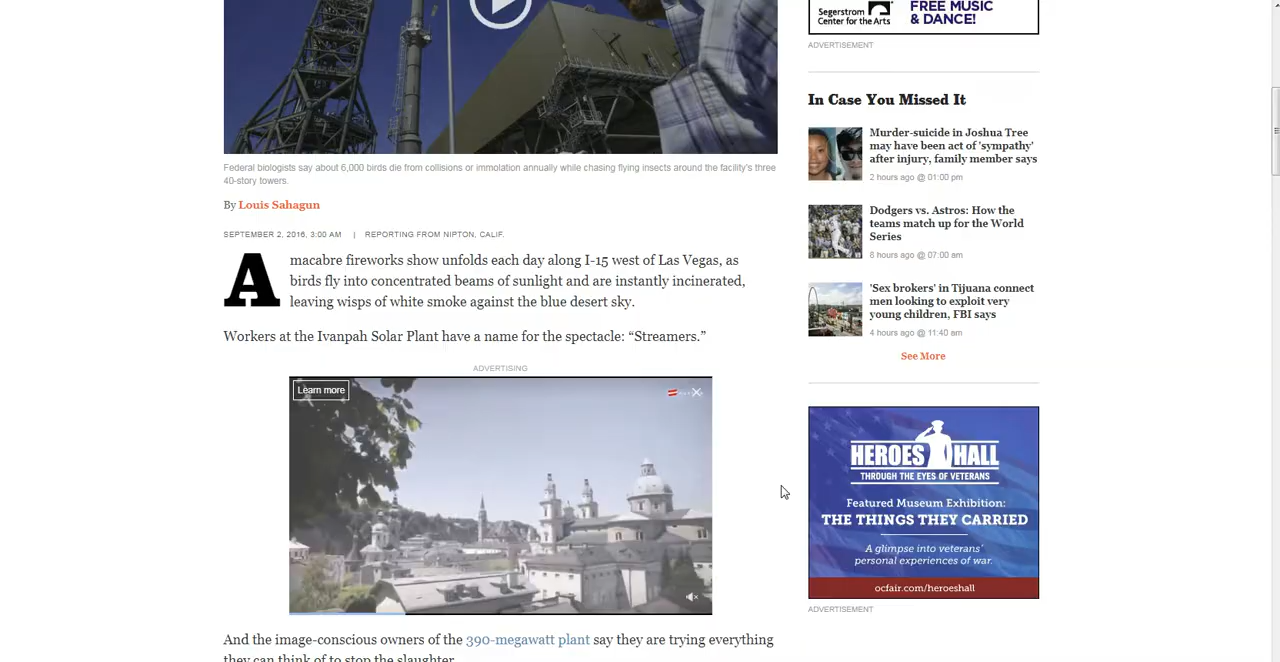 Segerstrom
Center for the Arts
FREE MUSIC
& DANCE!
ADVERTISEMENT
Federal biologists say about 6,000 birds die from collisions or immolation annually while chasing flying insects around the facility's three
40-story towers.
By Louis Sahagun
SEPTEMBER 2, 2016, 3:00 AM | REPORTING FROM NIPTON, CALIF.
A macabre fireworks show unfolds each day along I-15 west of Las Vegas, as
birds fly into concentrated beams of sunlight and are instantly incinerated,
leaving wisps of white smoke against the blue desert sky.
Workers at the Ivanpah Solar Plant have a name for the spectacle: “Streamers.”
ADVERTISING
Learn more
And the image-conscious owners of the 390-megawatt plant say they are trying everything
they can think of to stop the slaughter.
In Case You Missed It
Murder-suicide in Joshua Tree
may have been act of 'sympathy'
after injury, family member says
2 hours ago @ 01:00 pm
Dodgers vs. Astros: How the
teams match up for the World
Series
8 hours ago @ 07:00 am
'Sex brokers' in Tijuana connect
men looking to exploit very
young children, FBI says
4 hours ago @ 11:40 am
See More
HEROES HALL
THROUGH THE EYES OF VETERANS
Featured Museum Exhibition:
THE THINGS THEY CARRIED
A glimpse into veterans'
personal experiences of war.
ocfair.com/heroeshall
ADVERTISEMENT